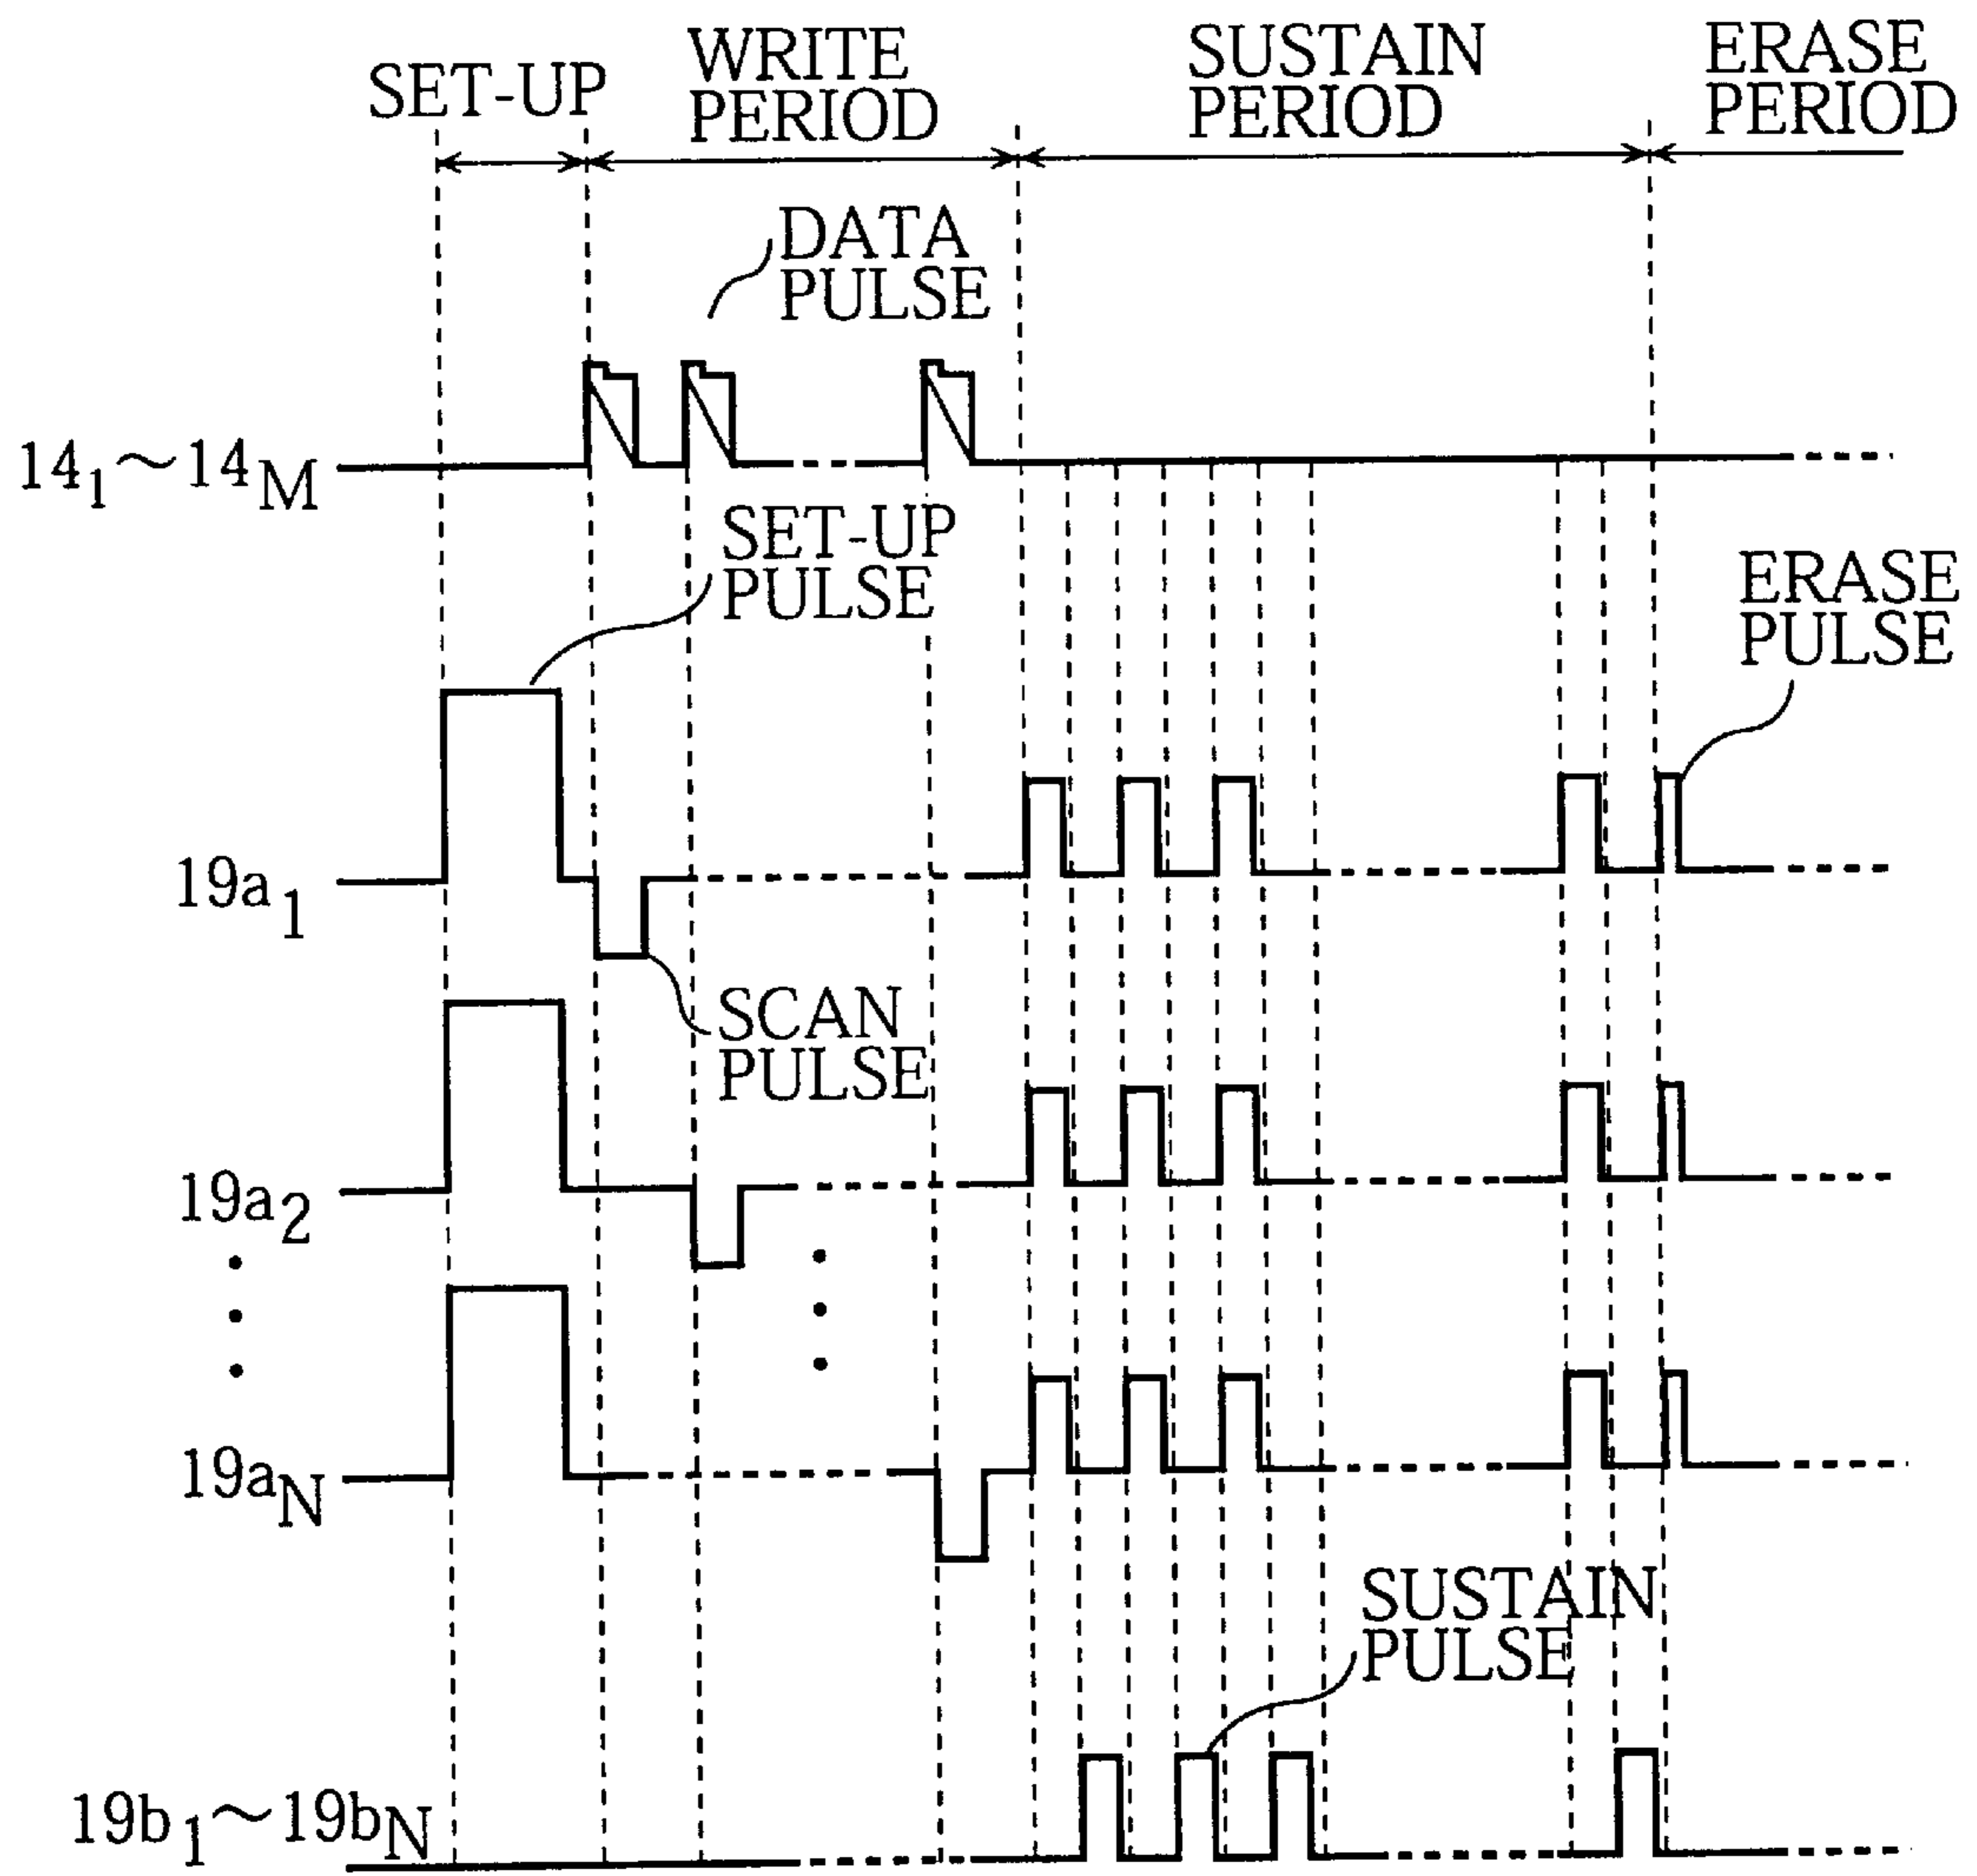 SET-UP
WRITE
PERIOD
SUSTAIN
PERIOD
ERASE
PERIOD
DATA
PULSE
14₁~14M
SET-UP
PULSE
ERASE
PULSE
19a₁
SCAN
PULSE
19a₂
19aN
SUSTAIN
PULSE
19b₁~19bN